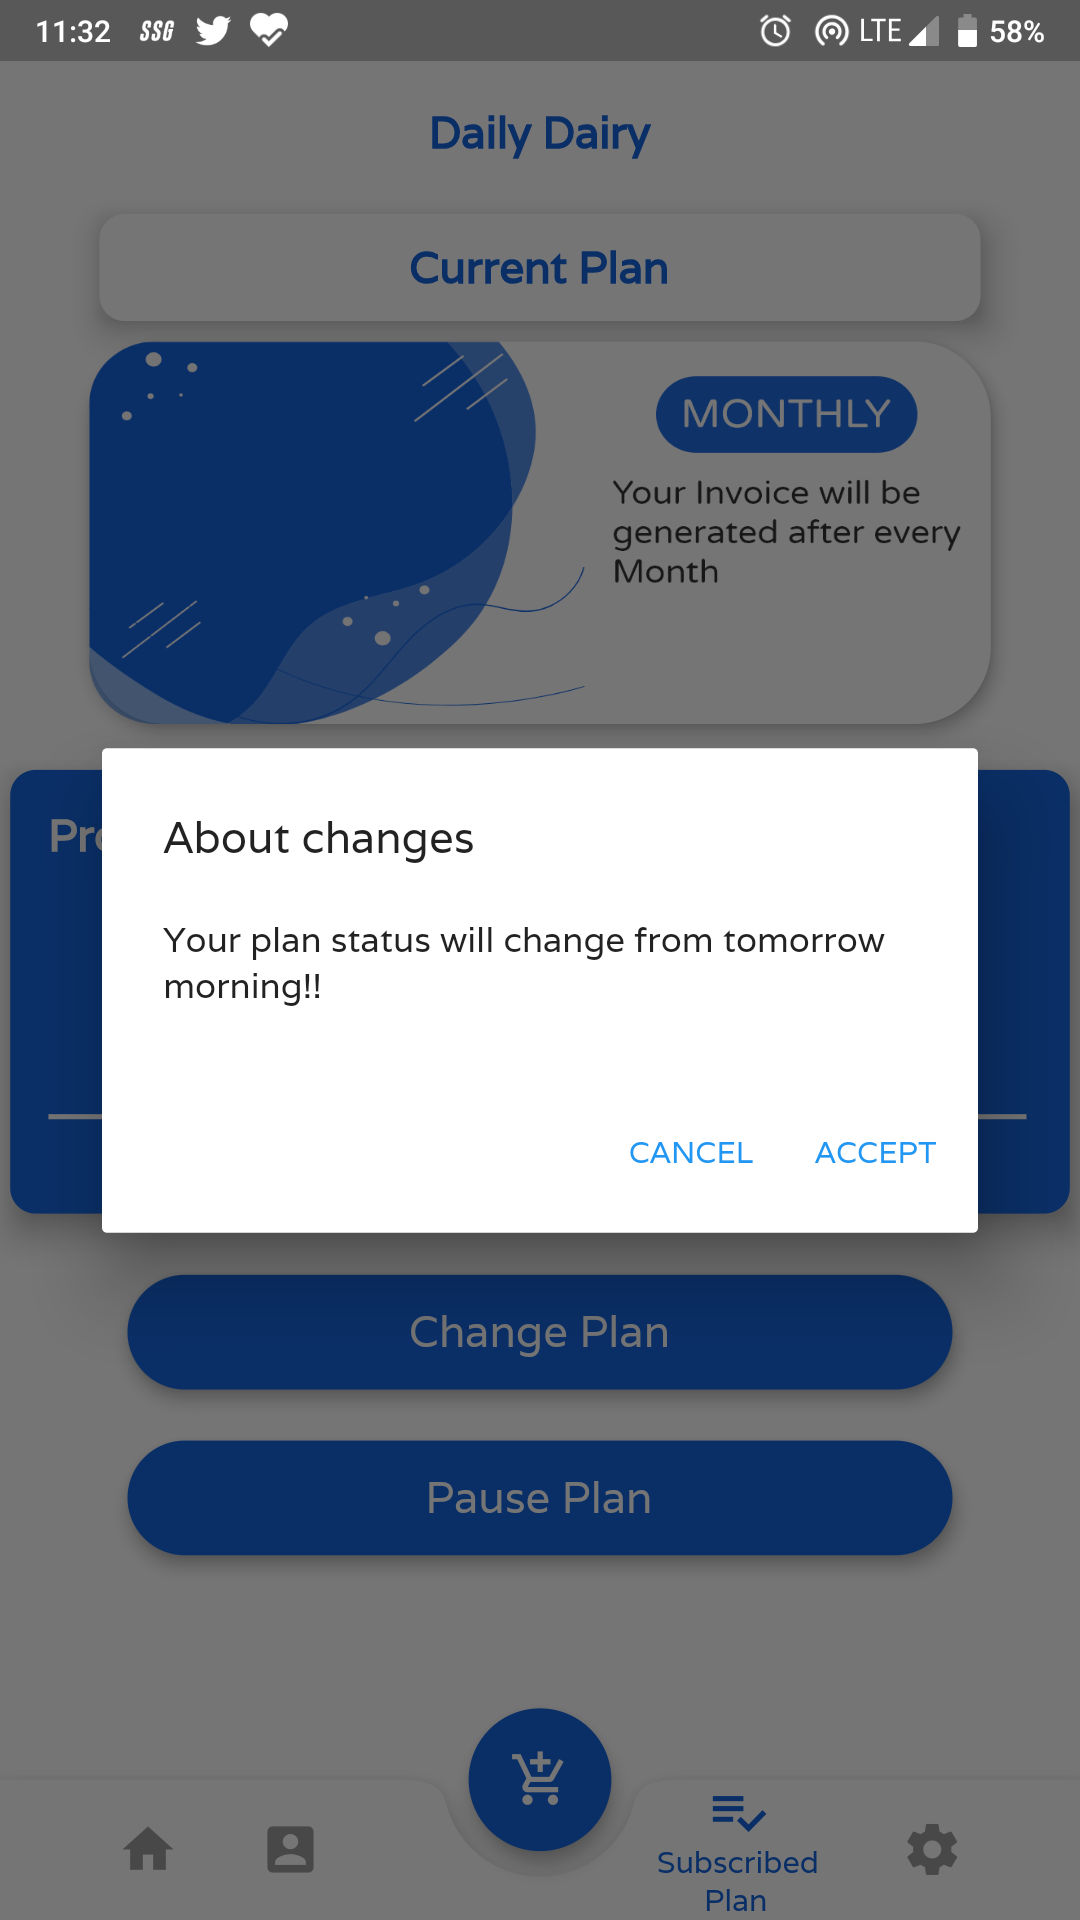 11:32 SSG LTE 58%
Daily Dairy
Current Plan
MONTHLY
Your Invoice will be
generated after every
Month
About changes
Your plan status will change from tomorrow
morning!!
CANCEL ACCEPT
Change Plan
Pause Plan
Subscribed
Plan